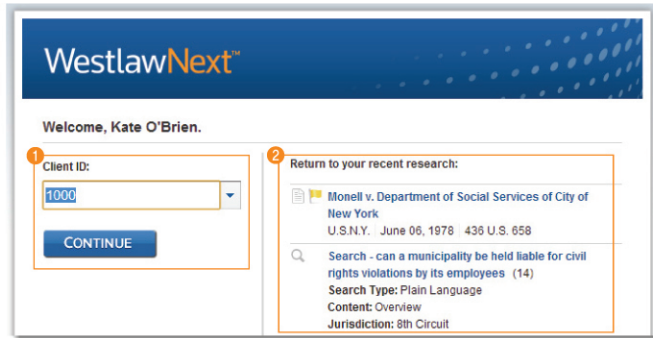 WestlawNext™
Welcome, Kate O'Brien.
1
Client ID:
1000
CONTINUE
2
Return to your recent research:
Monell v. Department of Social Services of City of
New York
U.S.N.Y. | June 06, 1978 | 436 U.S. 658
Search - can a municipality be held liable for civil
rights violations by its employees (14)
Search Type: Plain Language
Content: Overview
Jurisdiction: 8th Circuit